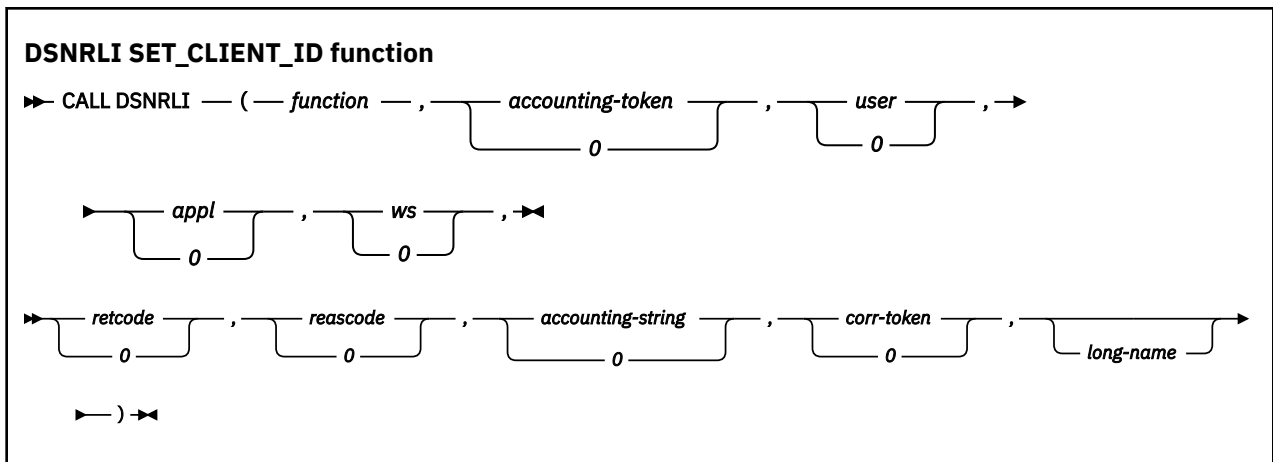 DSNRLI SET_CLIENT_ID function
CALL DSNRLI ( function , accounting-token , user ,
0 0
appl , ws ,
0 0
retcode , reascode , accounting-string , corr-token ,
0 0 0 0 long-name
)